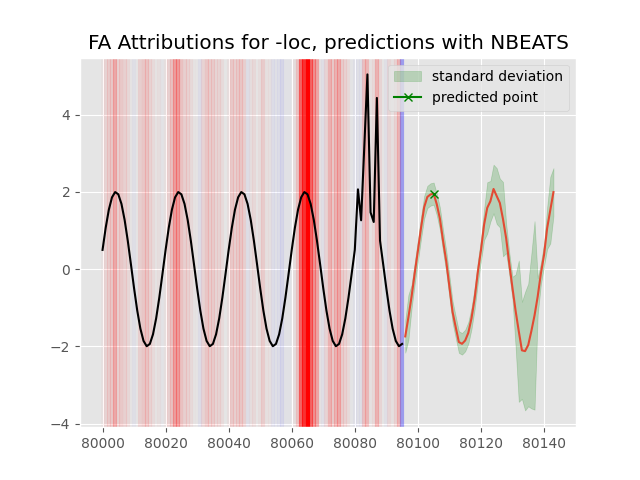 FA Attributions for -loc, predictions with NBEATS
standard deviation
predicted point
4
2
0
−2
−4
80000 80020 80040 80060 80080 80100 80120 80140